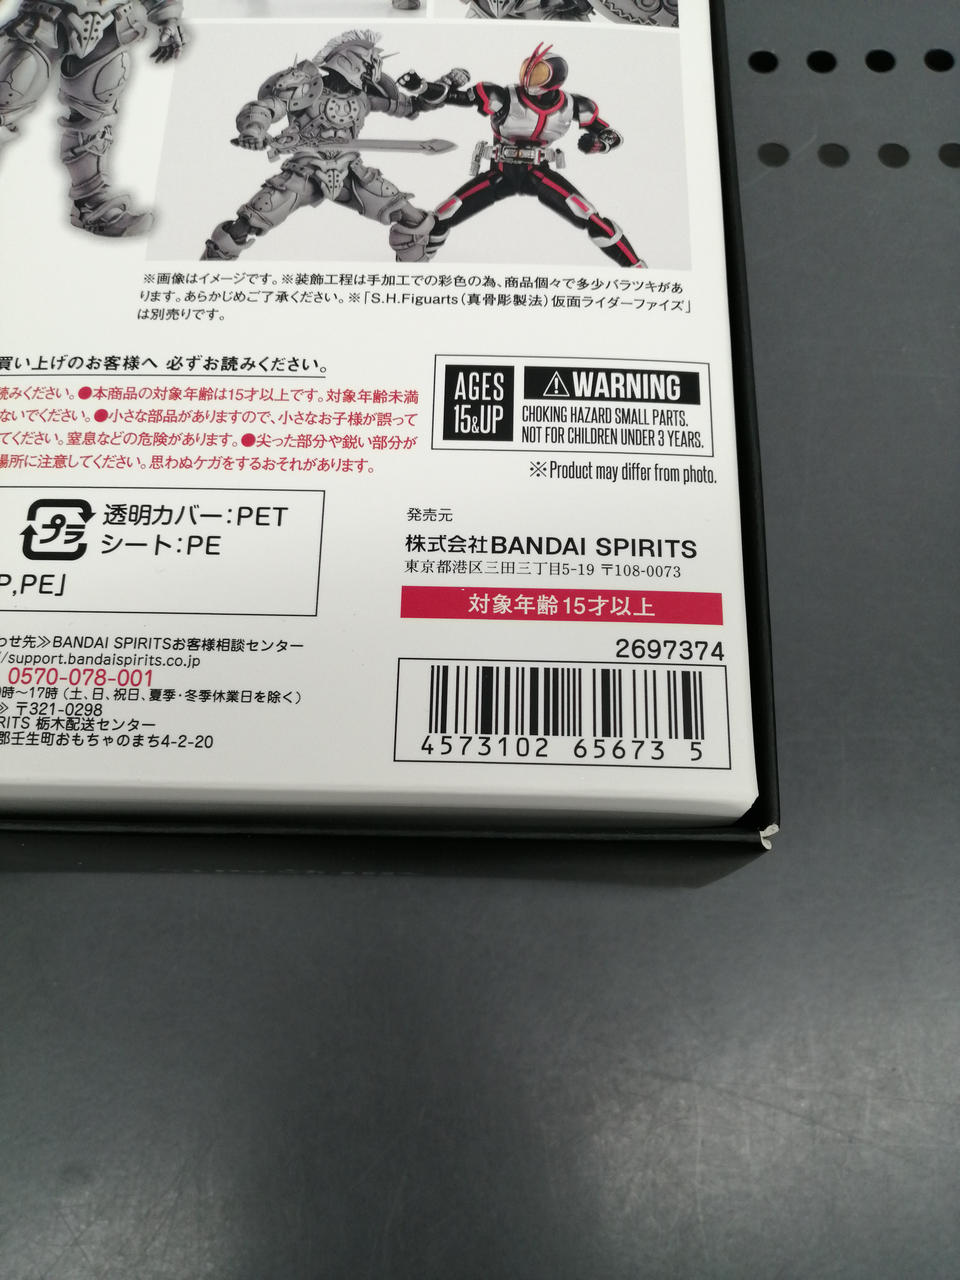 ※画像はイメージです。※装飾工程は手加工での彩色の為、商品個々で多少バラツキがあ
ります。あらかじめご了承ください。※「S.H.Figuarts(真骨彫製法)仮面ライダーファイズ」
は別売りです。
買い上げのお客様へ 必ずお読みください。
読みください。●本商品の対象年齢は15才以上です。対象年齢未満
ないでください。●小さな部品がありますので、小さなお子様が誤って
てください。窒息などの危険があります。●尖った部分や鋭い部分が
場所に注意してください。思わぬケガをするおそれがあります。
AGES
15&UP
⚠WARNING
CHOKING HAZARD SMALL PARTS.
NOT FOR CHILDREN UNDER 3 YEARS.
※Product may differ from photo.
プラ
透明カバー:PET
シート:PE
P,PE」
発売元
株式会社BANDAI SPIRITS
東京都港区三田三丁目5-19 〒108-0073
対象年齢15才以上
わせ先≫BANDAI SPIRITSお客様相談センター
//support.bandaispirits.co.jp
0570-078-001
時〜17時(土、日、祝日、夏季・冬季休業日を除く)
≫ 〒321-0298
RITS 栃木配送センター
郡壬生町おもちゃのまち4-2-20
2697374
4573102 65673 5